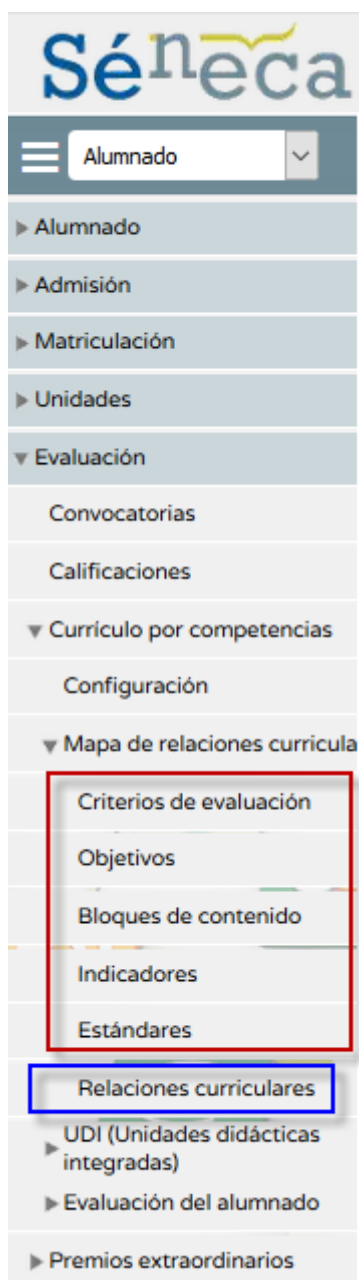 Séneca
Alumnado
Alumnado
Admisión
Matriculación
Unidades
Evaluación
Convocatorias
Calificaciones
Currículo por competencias
Configuración
Mapa de relaciones curricula
Criterios de evaluación
Objetivos
Bloques de contenido
Indicadores
Estándares
Relaciones curriculares
UDI (Unidades didácticas
integradas)
Evaluación del alumnado
Premios extraordinarios